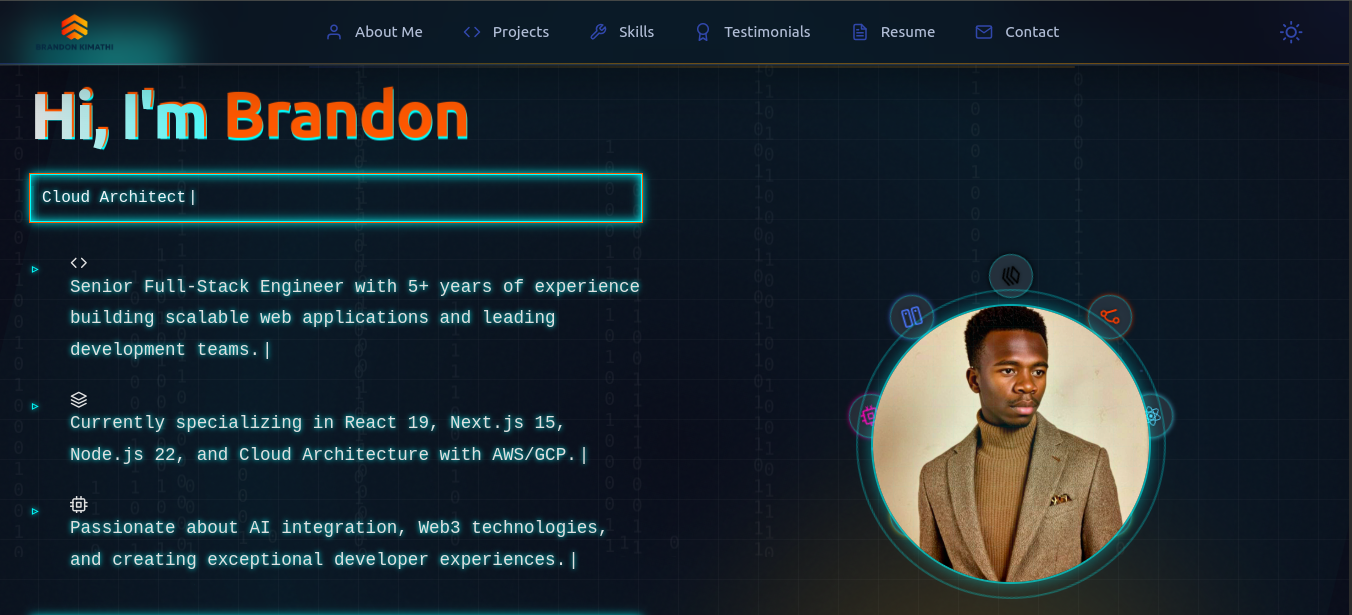 BRANDON KIMATHI
About Me
Projects
Skills
Testimonials
Resume
Contact
Hi, I'm Brandon
Cloud Architect|
Senior Full-Stack Engineer with 5+ years of experience
building scalable web applications and leading
development teams.|
Currently specializing in React 19, Next.js 15,
Node.js 22, and Cloud Architecture with AWS/GCP.|
Passionate about AI integration, Web3 technologies,
and creating exceptional developer experiences.|